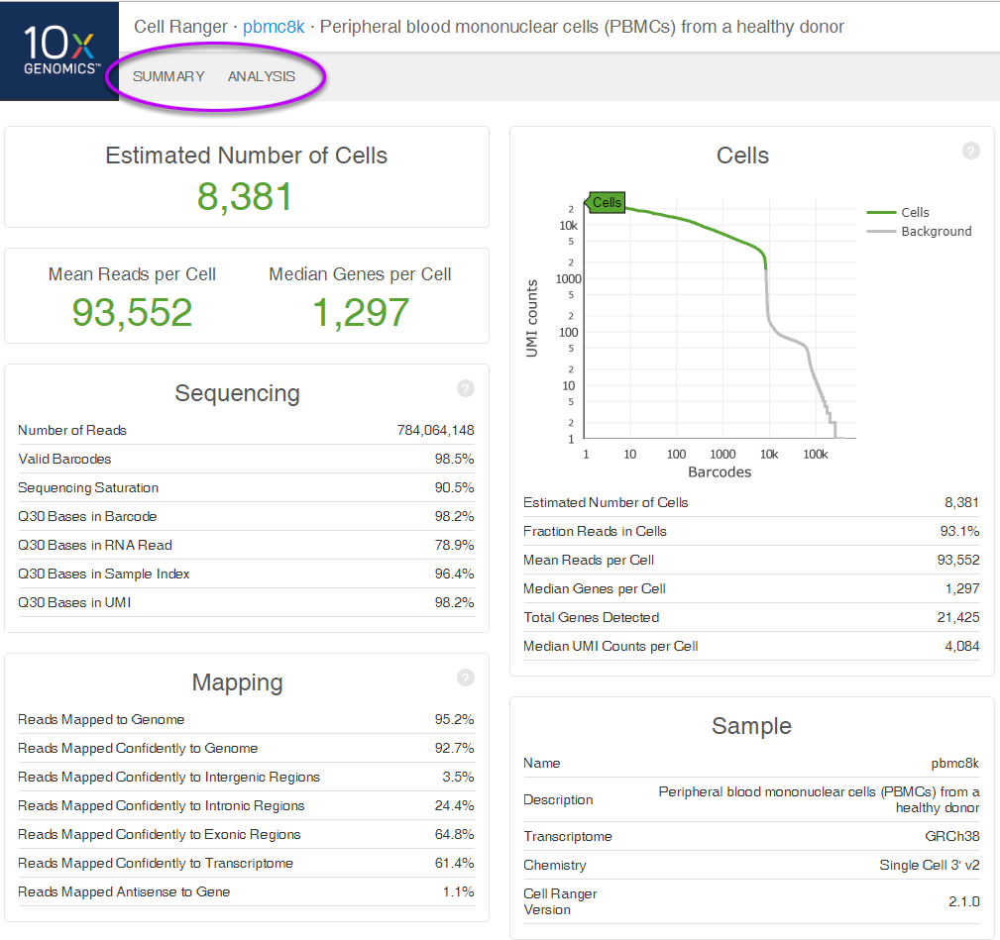 10x
GENOMICS™
Cell Ranger · pbmc8k · Peripheral blood mononuclear cells (PBMCs) from a healthy donor
SUMMARY ANALYSIS
Estimated Number of Cells
8,381
Mean Reads per Cell Median Genes per Cell
93,552 1,297
Sequencing ?
Number of Reads 784,064,148
Valid Barcodes 98.5%
Sequencing Saturation 90.5%
Q30 Bases in Barcode 98.2%
Q30 Bases in RNA Read 78.9%
Q30 Bases in Sample Index 96.4%
Q30 Bases in UMI 98.2%
Mapping ?
Reads Mapped to Genome 95.2%
Reads Mapped Confidently to Genome 92.7%
Reads Mapped Confidently to Intergenic Regions 3.5%
Reads Mapped Confidently to Intronic Regions 24.4%
Reads Mapped Confidently to Exonic Regions 64.8%
Reads Mapped Confidently to Transcriptome 61.4%
Reads Mapped Antisense to Gene 1.1%
Cells ?
Cells
Cells
Background
UMI counts
2
10k
5
2
1000
5
2
100
5
2
10
5
2
1
1 10 100 1000 10k 100k
Barcodes
Estimated Number of Cells 8,381
Fraction Reads in Cells 93.1%
Mean Reads per Cell 93,552
Median Genes per Cell 1,297
Total Genes Detected 21,425
Median UMI Counts per Cell 4,084
Sample
Name pbmc8k
Description Peripheral blood mononuclear cells (PBMCs) from a
healthy donor
Transcriptome GRCh38
Chemistry Single Cell 3' v2
Cell Ranger
Version 2.1.0